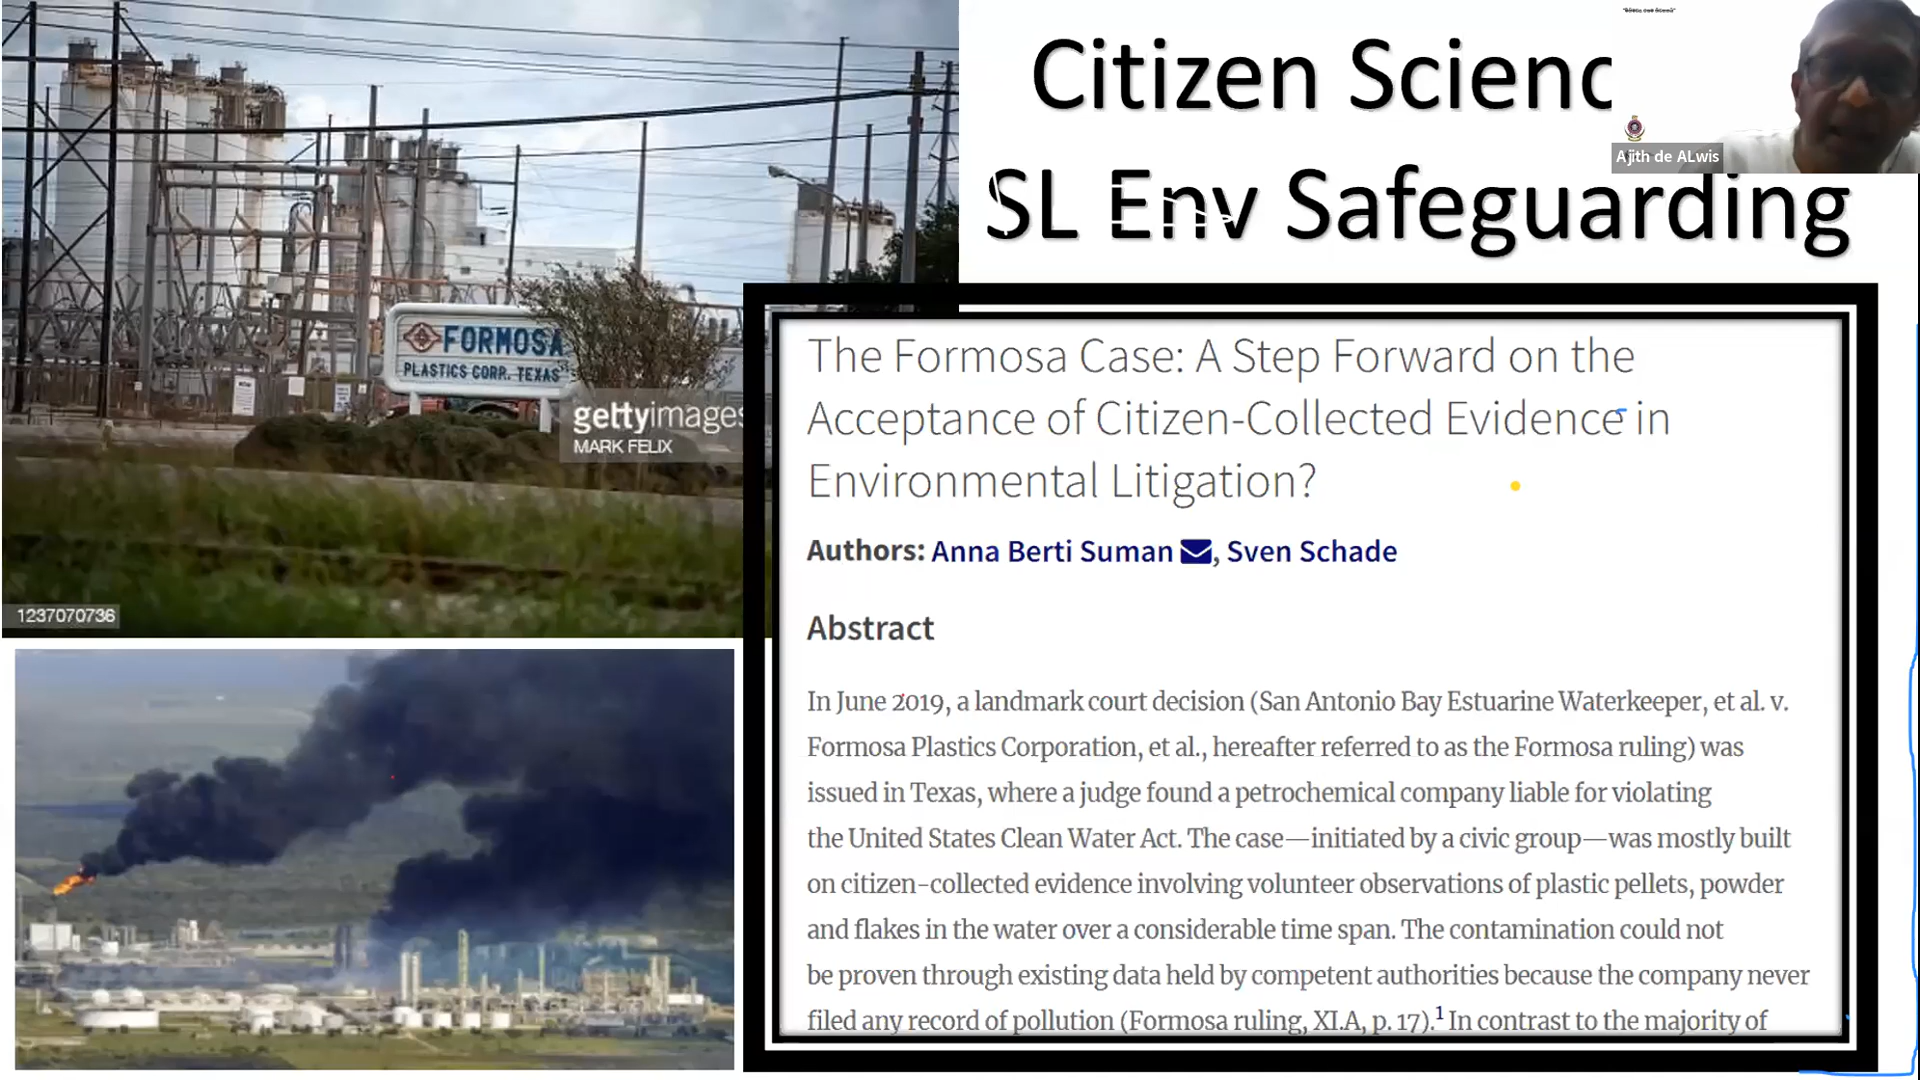 Citizen Scienc
SL Env Safeguarding
Ajith de ALwis
FORMOSA
PLASTICS CORP. TEXAS
gettyimages
MARK FELIX
1237070736
The Formosa Case: A Step Forward on the
Acceptance of Citizen-Collected Evidence in
Environmental Litigation?
Authors: Anna Berti Suman , Sven Schade
Abstract
In June 2019, a landmark court decision (San Antonio Bay Estuarine Waterkeeper, et al. v.
Formosa Plastics Corporation, et al., hereafter referred to as the Formosa ruling) was
issued in Texas, where a judge found a petrochemical company liable for violating
the United States Clean Water Act. The case—initiated by a civic group—was mostly built
on citizen-collected evidence involving volunteer observations of plastic pellets, powder
and flakes in the water over a considerable time span. The contamination could not
be proven through existing data held by competent authorities because the company never
filed any record of pollution (Formosa ruling, XI.A, p. 17).1 In contrast to the majority of